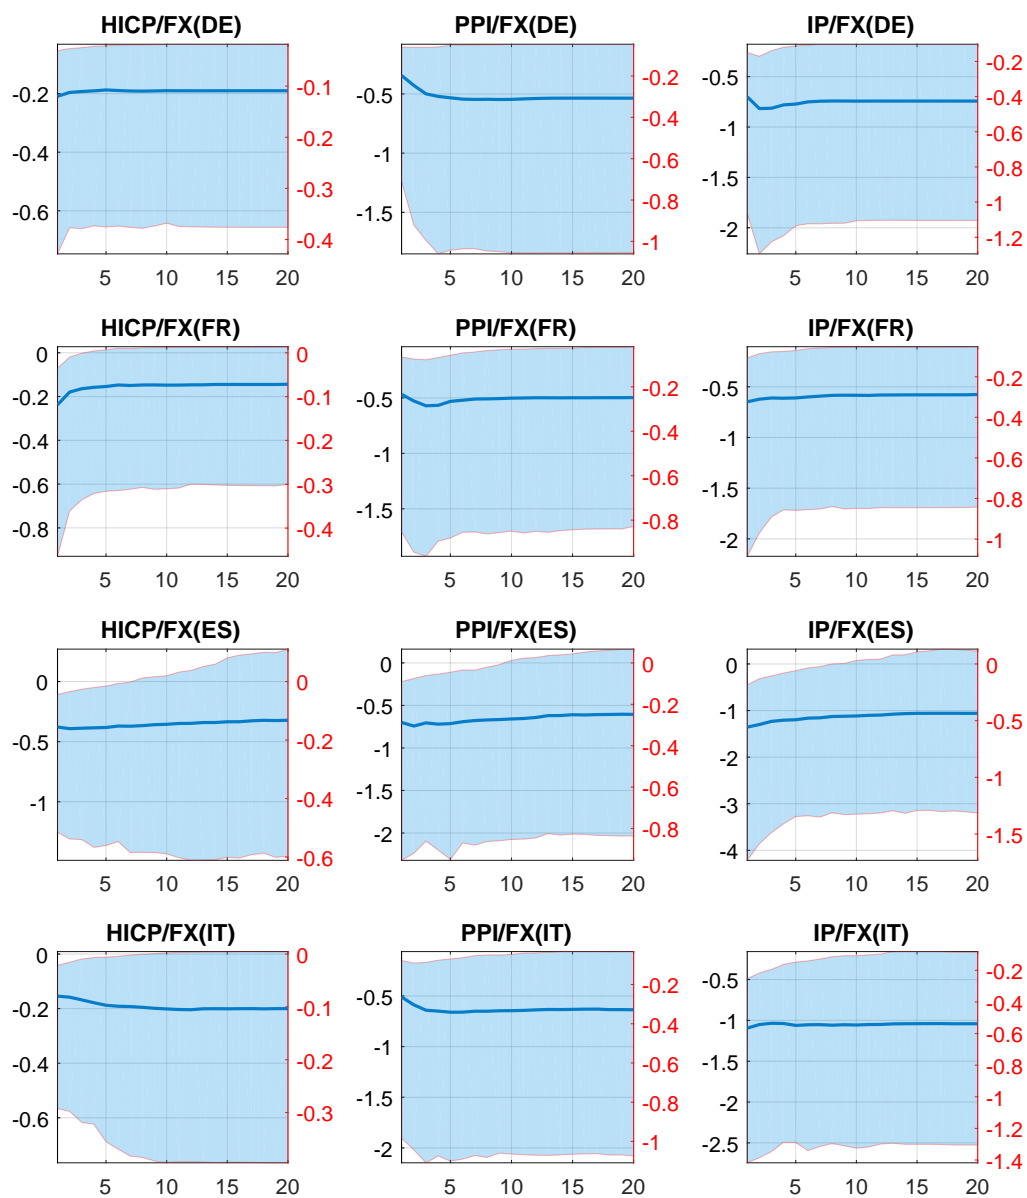 HICP/FX(DE) PPI/FX(DE) IP/FX(DE)
-0.2 -0.4 -0.6 -0.1 -0.2 -0.3 -0.4 -0.5 -1 -1.5 -0.2 -0.4 -0.6 -0.8 -1 -0.5 -1 -1.5 -2 -0.2 -0.4 -0.6 -0.8 -1 -1.2
5 10 15 20 5 10 15 20 5 10 15 20
HICP/FX(FR) PPI/FX(FR) IP/FX(FR)
0 -0.2 -0.4 -0.6 -0.8 0 -0.1 -0.2 -0.3 -0.4 -0.5 -1 -1.5 -0.2 -0.4 -0.6 -0.8 -0.5 -1 -1.5 -2 -0.2 -0.4 -0.6 -0.8 -1
5 10 15 20 5 10 15 20 5 10 15 20
HICP/FX(ES) PPI/FX(ES) IP/FX(ES)
0 -0.5 -1 0 -0.2 -0.4 -0.6 0 -0.5 -1 -1.5 -2 0 -0.2 -0.4 -0.6 -0.8 0 -1 -2 -3 -4 0 -0.5 -1 -1.5
5 10 15 20 5 10 15 20 5 10 15 20
HICP/FX(IT) PPI/FX(IT) IP/FX(IT)
0 -0.2 -0.4 -0.6 0 -0.1 -0.2 -0.3 -0.5 -1 -1.5 -2 -0.2 -0.4 -0.6 -0.8 -1 -0.5 -1 -1.5 -2 -2.5 -0.2 -0.4 -0.6 -0.8 -1 -1.2 -1.4
5 10 15 20 5 10 15 20 5 10 15 20